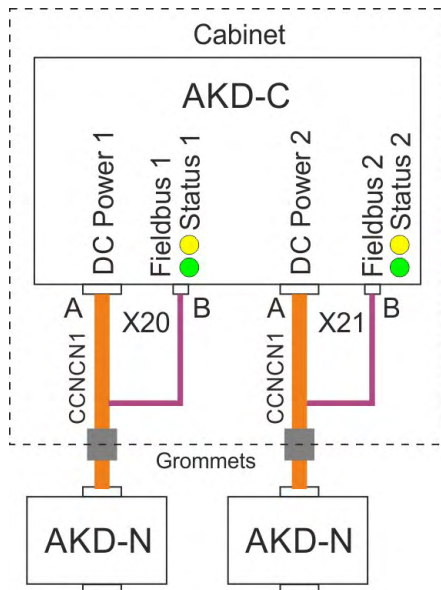 Cabinet
AKD-C
DC Power 1
Fieldbus 1
Status 1
DC Power 2
Fieldbus 2
Status 2
A
X20
B
A
X21
B
CCNCN1
CCNCN1
Grommets
AKD-N
AKD-N